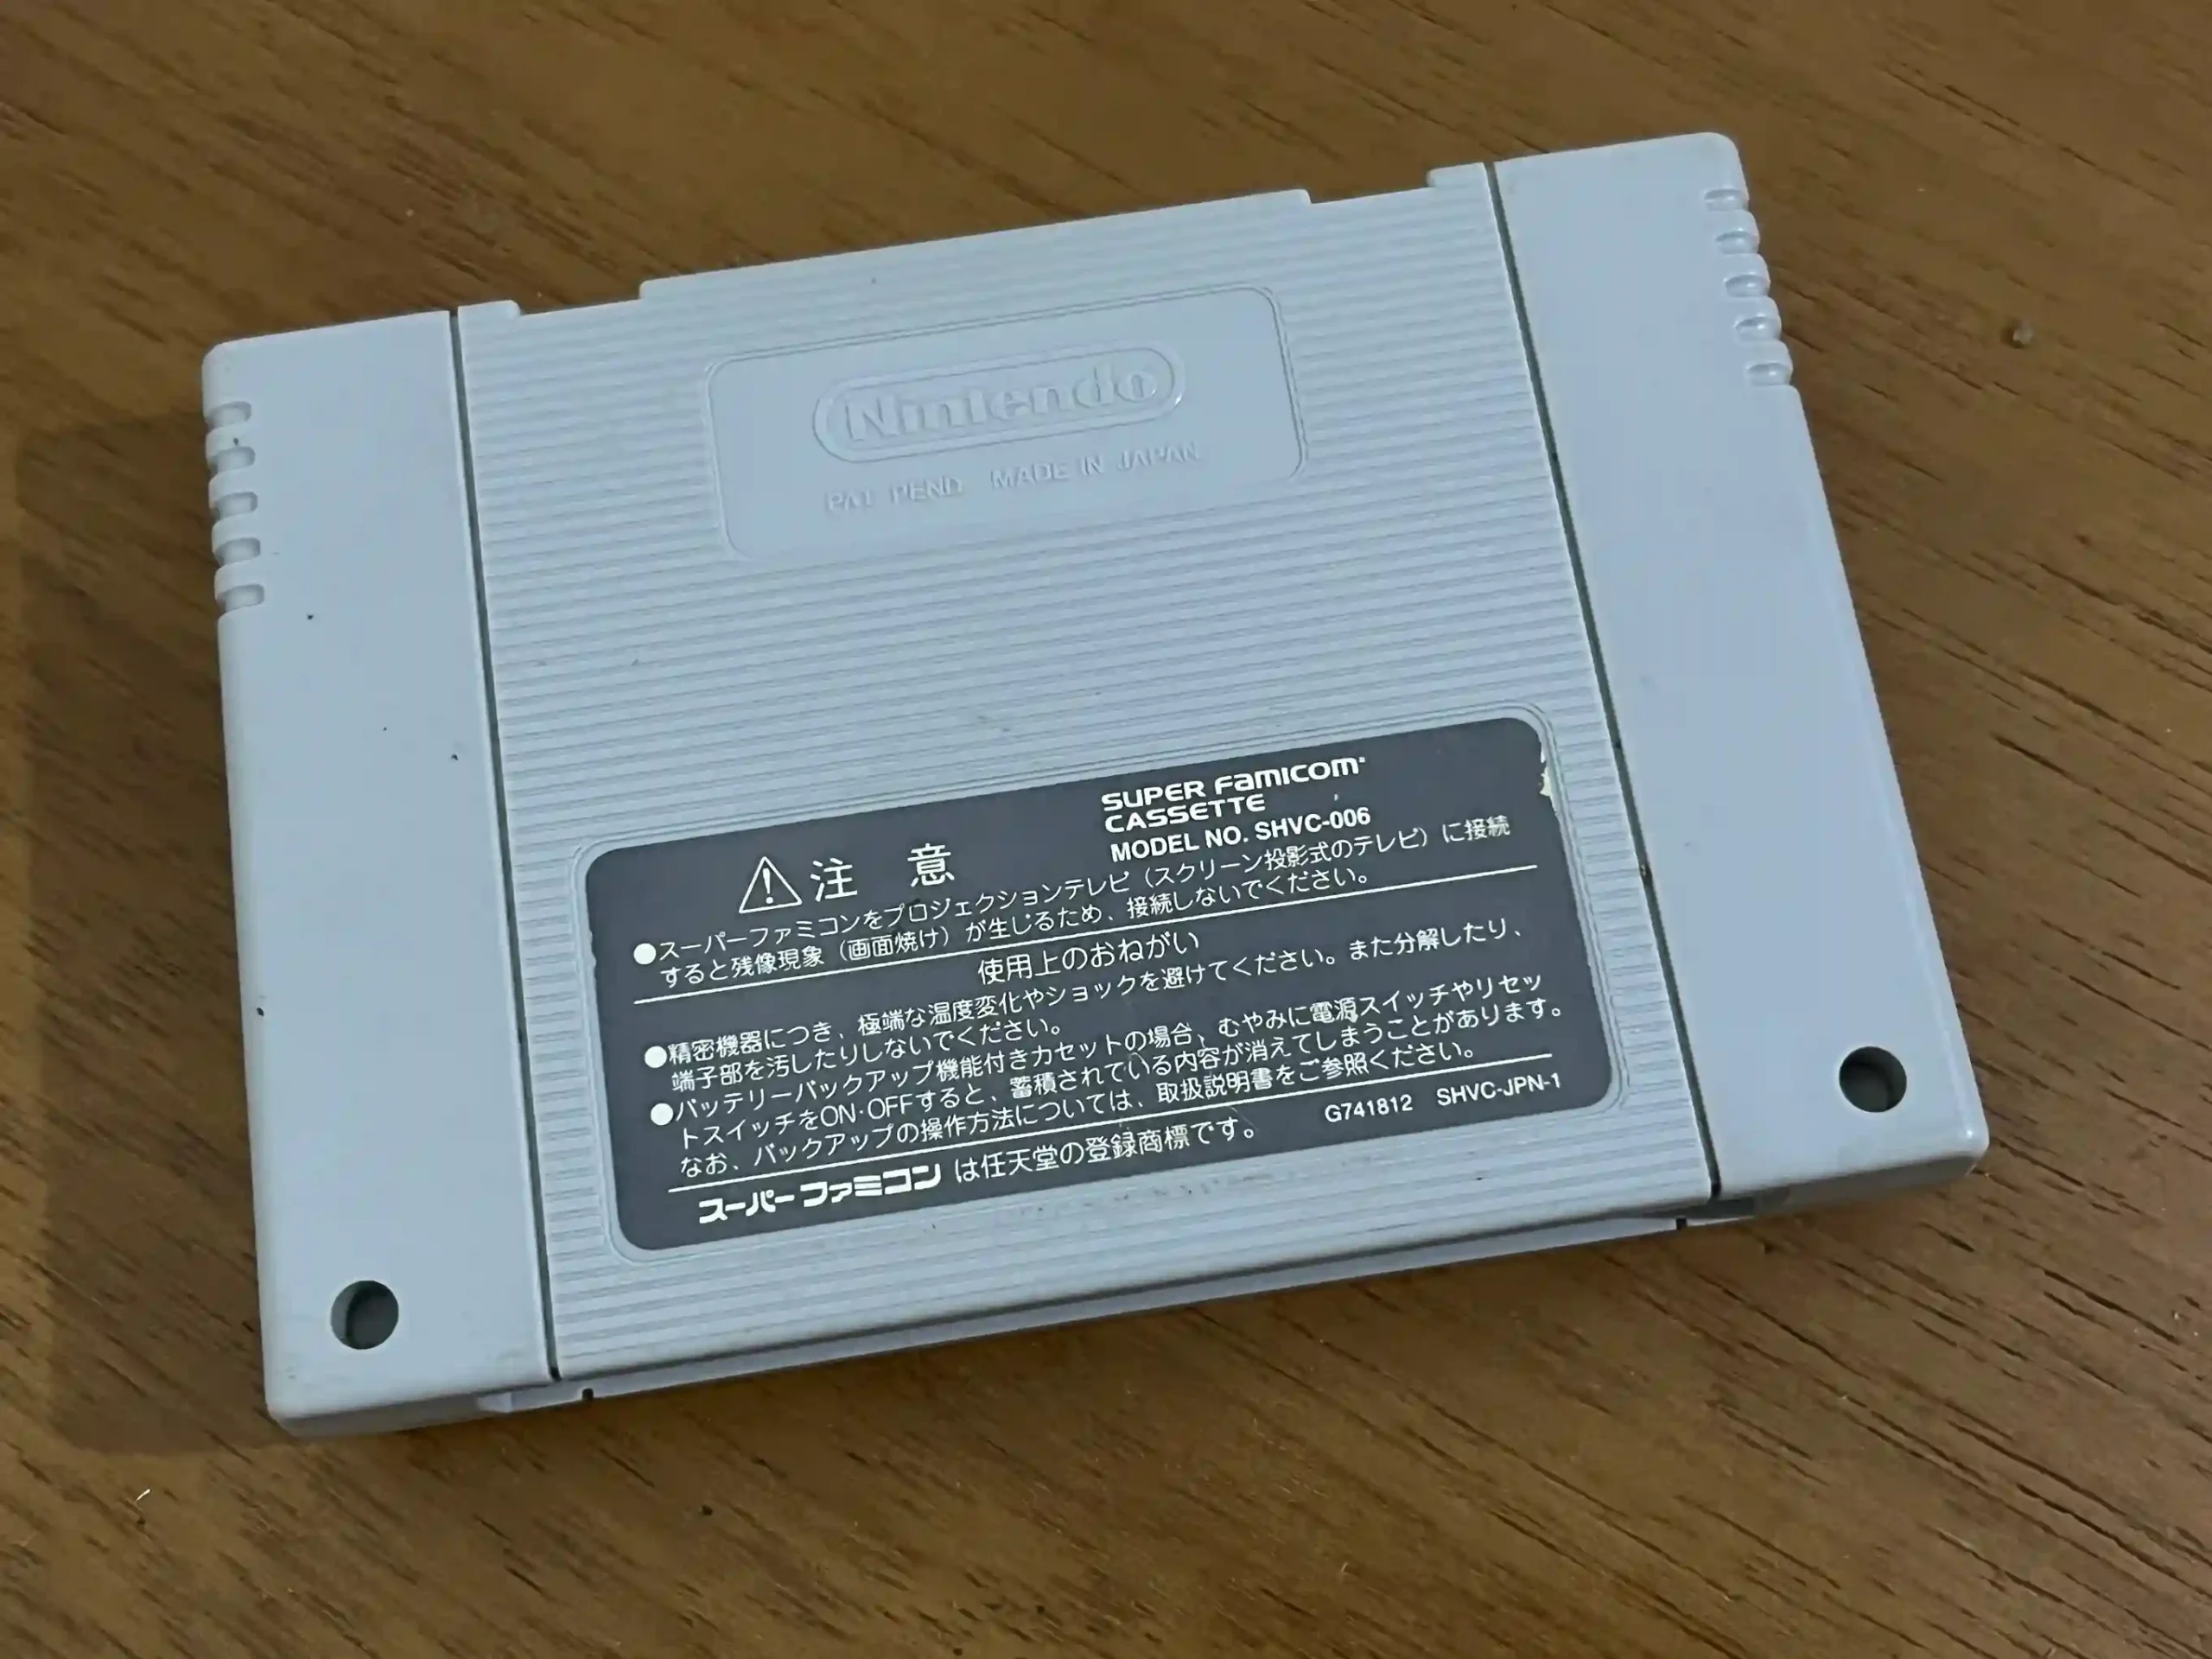 Nintendo
PAT PEND MADE IN JAPAN
SUPER FAMICOM
CASSETTE
MODEL NO. SHVC-006
注 意
●スーパーファミコンをプロジェクションテレビ（スクリーン投影式のテレビ）に接続
すると残像現象（画面焼け）が生じるため、接続しないでください。
使用上のおねがい
●精密機器につき、極端な温度変化やショックを避けてください。また分解したり、
端子部を汚したりしないでください。
●バッテリーバックアップ機能付きカセットの場合、むやみに電源スイッチやリセッ
トスイッチをON·OFFすると、蓄積されている内容が消えてしまうことがあります。
なお、バックアップの操作方法については、取扱説明書をご参照ください。
スーパーファミコン は任天堂の登録商標です。 G741812 SHVC-JPN-1